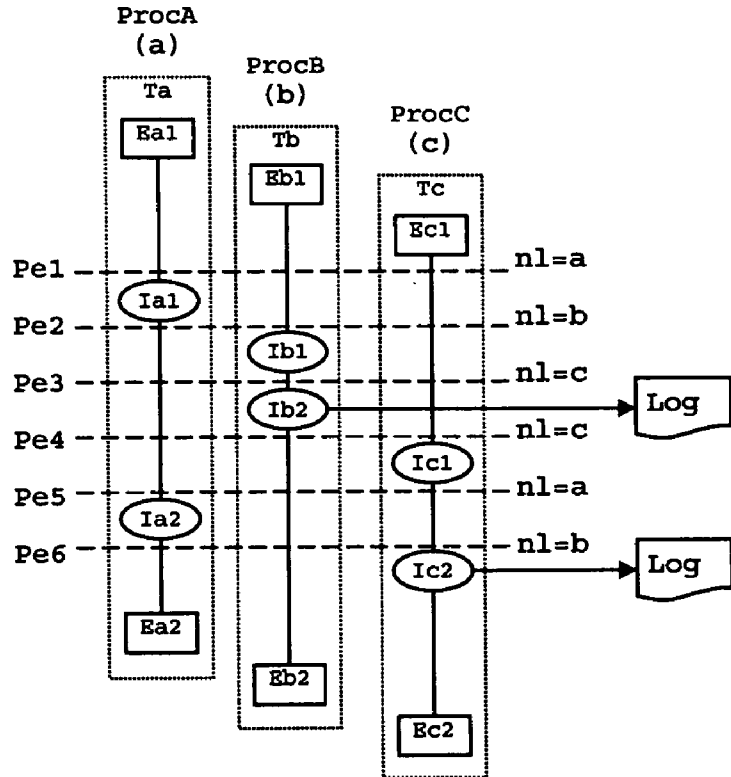 ProcA
(a)
ProcB
(b)
ProcC
(c)
Ta
Tb
Tc
Ea1
Eb1
Ec1
Pe1
nl=a
Ia1
Pe2
nl=b
Ib1
Pe3
nl=c
Ib2
Log
Pe4
nl=c
Ic1
Pe5
nl=a
Ia2
Pe6
nl=b
Ic2
Log
Ea2
Eb2
Ec2